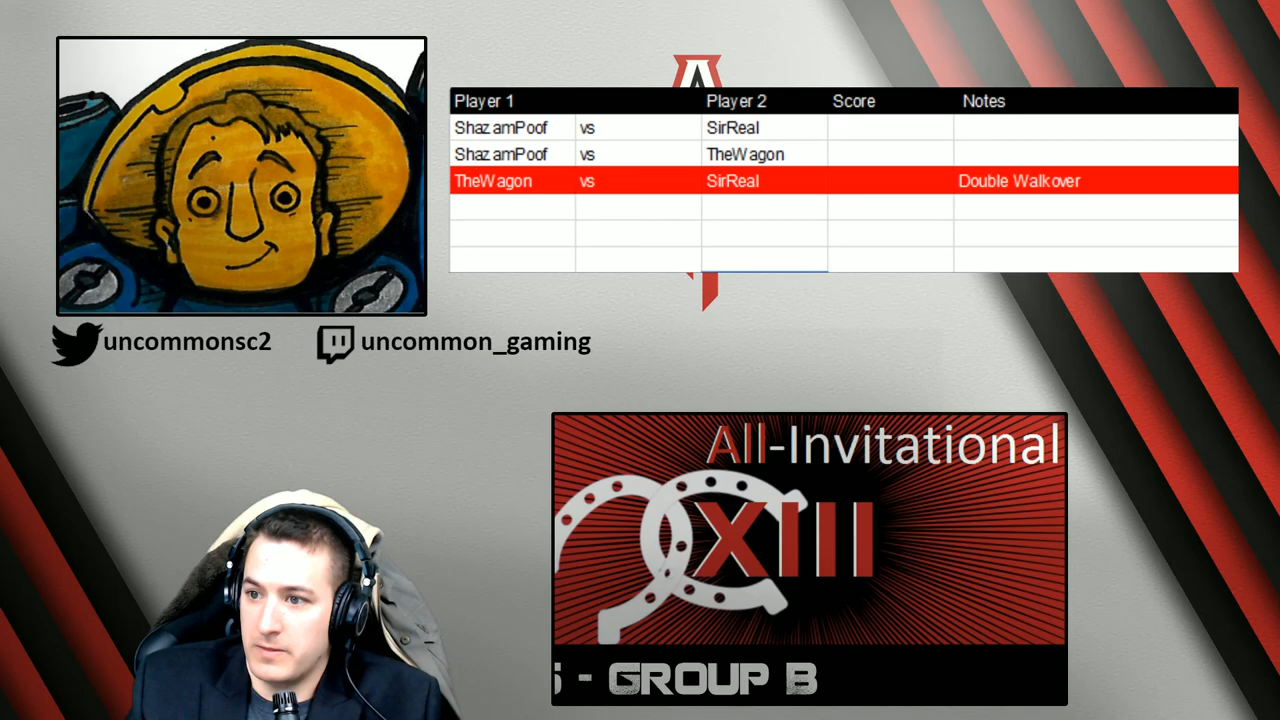 Player 1 Player 2 Score Notes
ShazamPoof vs SirReal
ShazamPoof vs TheWagon
TheWagon vs SirReal Double Walkover
uncommonsc2 uncommon_gaming
All-Invitational
XIII
- GROUP B